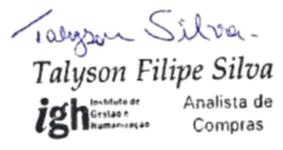 Talyson Silva.
Talyson Filipe Silva
igh Instituto de Gestão e Humanização
Analista de Compras